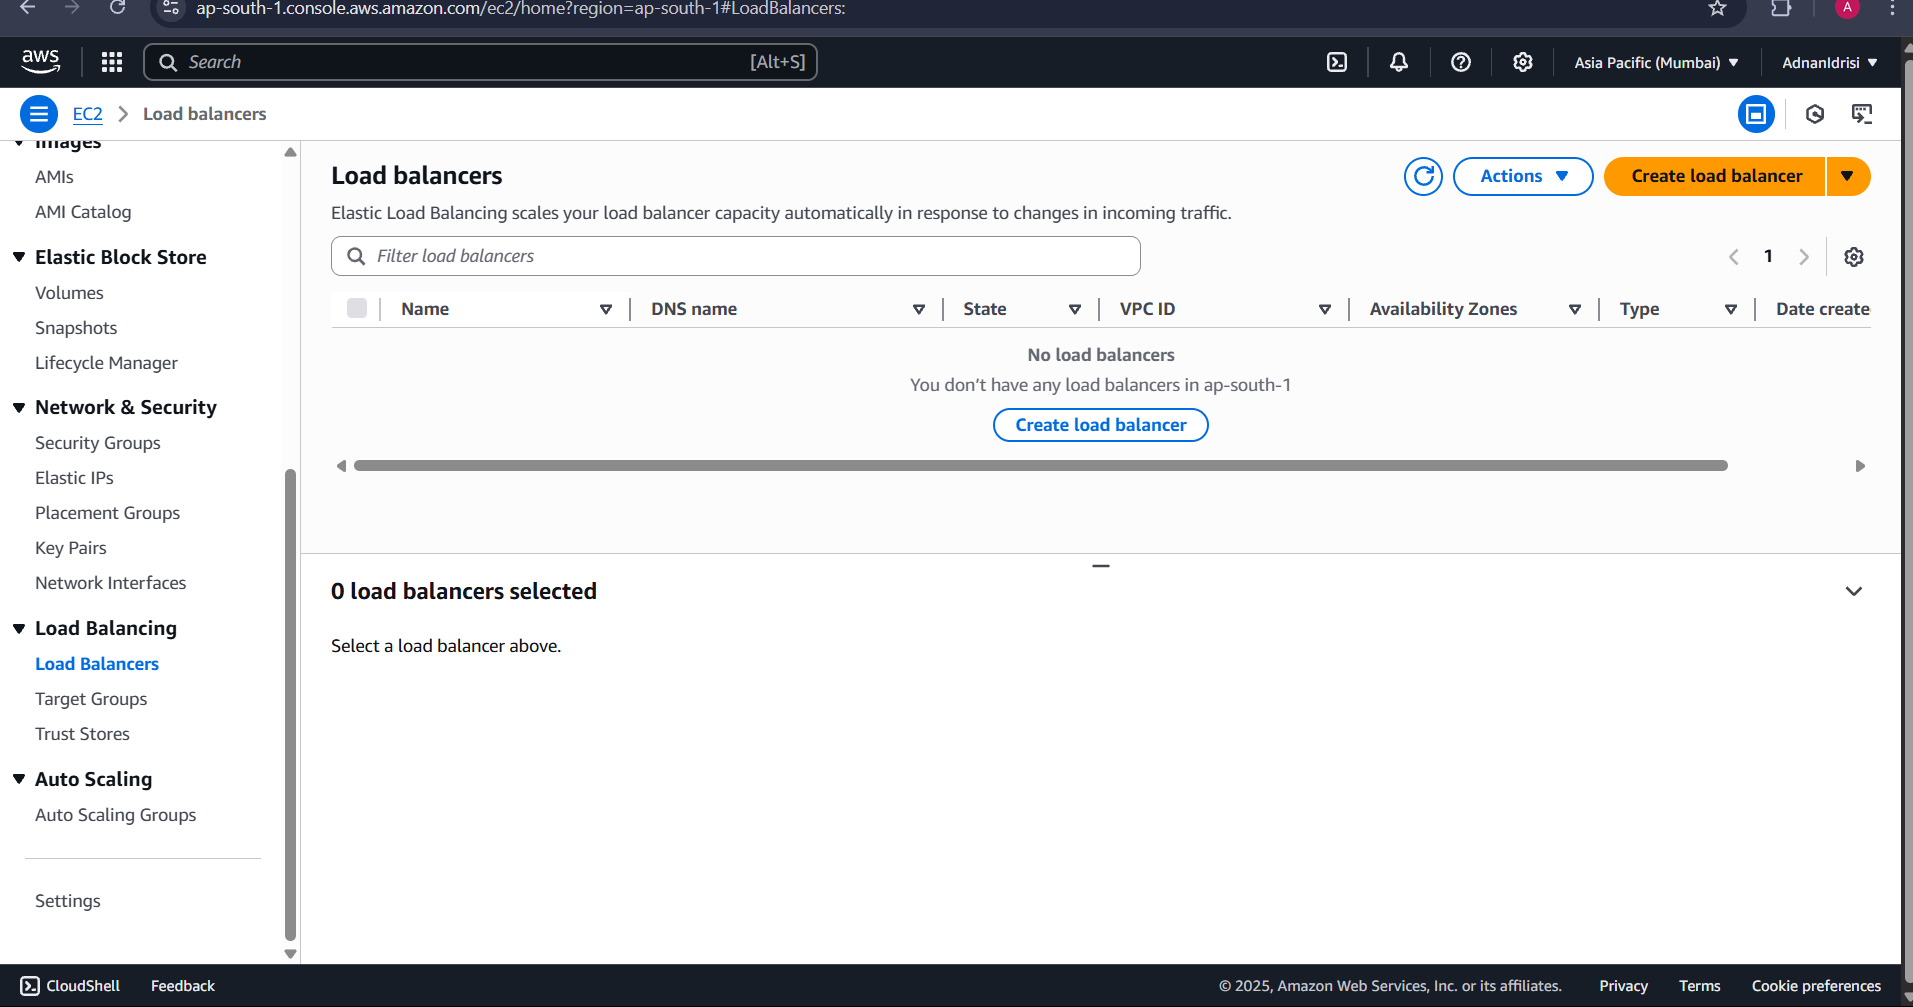 ap-south-1.console.aws.amazon.com/ec2/home?region=ap-south-1#LoadBalancers:
A
aws
Search
[Alt+S]
Asia Pacific (Mumbai)
AdnanIdrisi
EC2
Load balancers
Images
AMIs
AMI Catalog
Elastic Block Store
Volumes
Snapshots
Lifecycle Manager
Network & Security
Security Groups
Elastic IPs
Placement Groups
Key Pairs
Network Interfaces
Load Balancing
Load Balancers
Target Groups
Trust Stores
Auto Scaling
Auto Scaling Groups
Settings
Load balancers
Actions
Create load balancer
Elastic Load Balancing scales your load balancer capacity automatically in response to changes in incoming traffic.
Filter load balancers
1
Name DNS name State VPC ID Availability Zones Type Date create
No load balancers
You don’t have any load balancers in ap-south-1
Create load balancer
0 load balancers selected
Select a load balancer above.
CloudShell
Feedback
© 2025, Amazon Web Services, Inc. or its affiliates.
Privacy
Terms
Cookie preferences